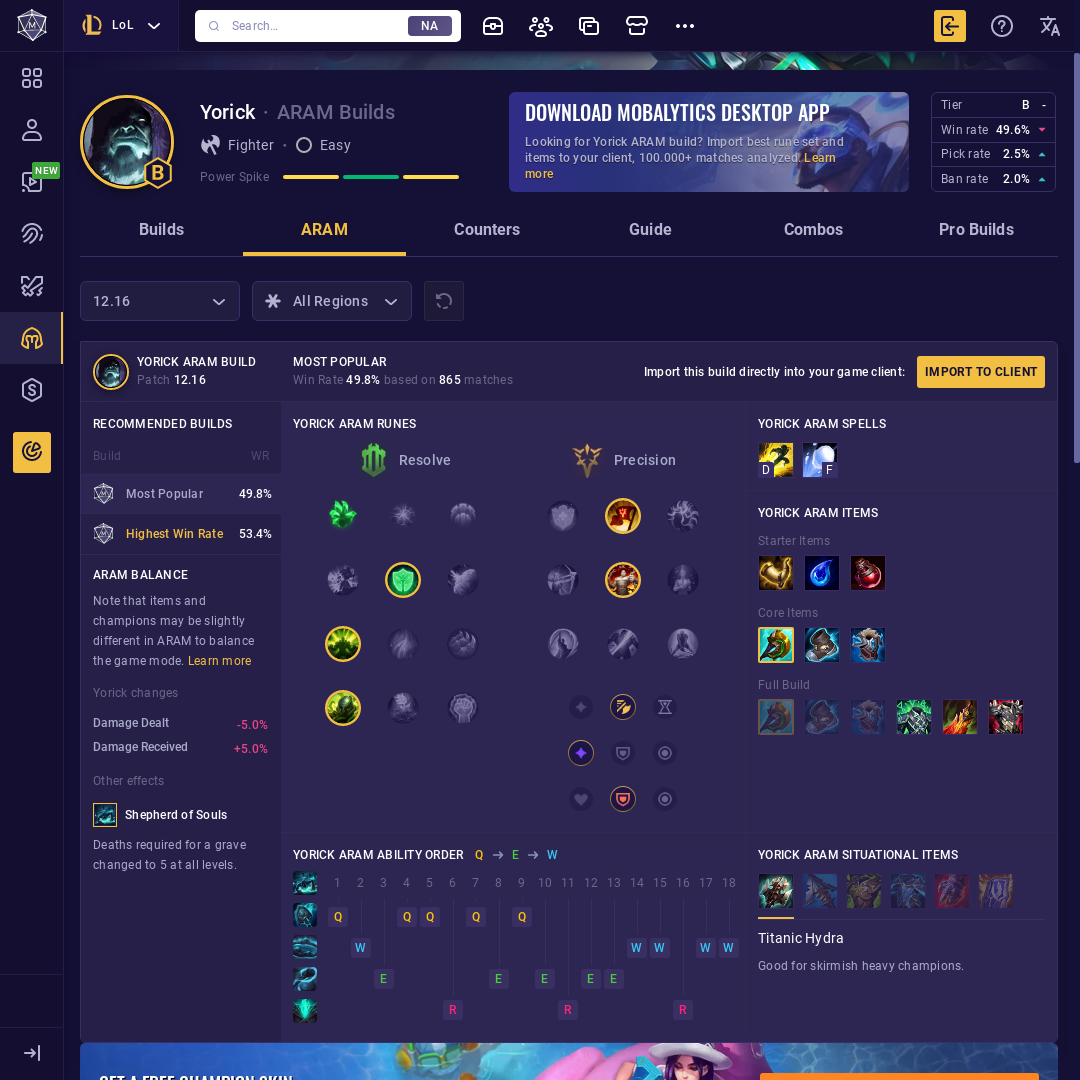 LoL
Search...
NA
Yorick · ARAM Builds
B
Fighter • Easy
Power Spike
DOWNLOAD MOBALYTICS DESKTOP APP
Looking for Yorick ARAM build? Import best rune set and
items to your client, 100.000+ matches analyzed. Learn
more
Tier B -
Win rate 49.6%
Pick rate 2.5%
Ban rate 2.0%
NEW
Builds
ARAM
Counters
Guide
Combos
Pro Builds
12.16
All Regions
YORICK ARAM BUILD
Patch 12.16
MOST POPULAR
Win Rate 49.8% based on 865 matches
Import this build directly into your game client:
IMPORT TO CLIENT
RECOMMENDED BUILDS
Build WR
Most Popular 49.8%
Highest Win Rate 53.4%
ARAM BALANCE
Note that items and
champions may be slightly
different in ARAM to balance
the game mode. Learn more
Yorick changes
Damage Dealt -5.0%
Damage Received +5.0%
Other effects
Shepherd of Souls
Deaths required for a grave
changed to 5 at all levels.
YORICK ARAM RUNES
Resolve
Precision
YORICK ARAM SPELLS
D
F
YORICK ARAM ITEMS
Starter Items
Core Items
Full Build
YORICK ARAM ABILITY ORDER Q → E → W
1 2 3 4 5 6 7 8 9 10 11 12 13 14 15 16 17 18
Q Q Q Q Q
W W W W W
E E E E E
R R R
YORICK ARAM SITUATIONAL ITEMS
Titanic Hydra
Good for skirmish heavy champions.
GET A FREE CHAMPION SKIN